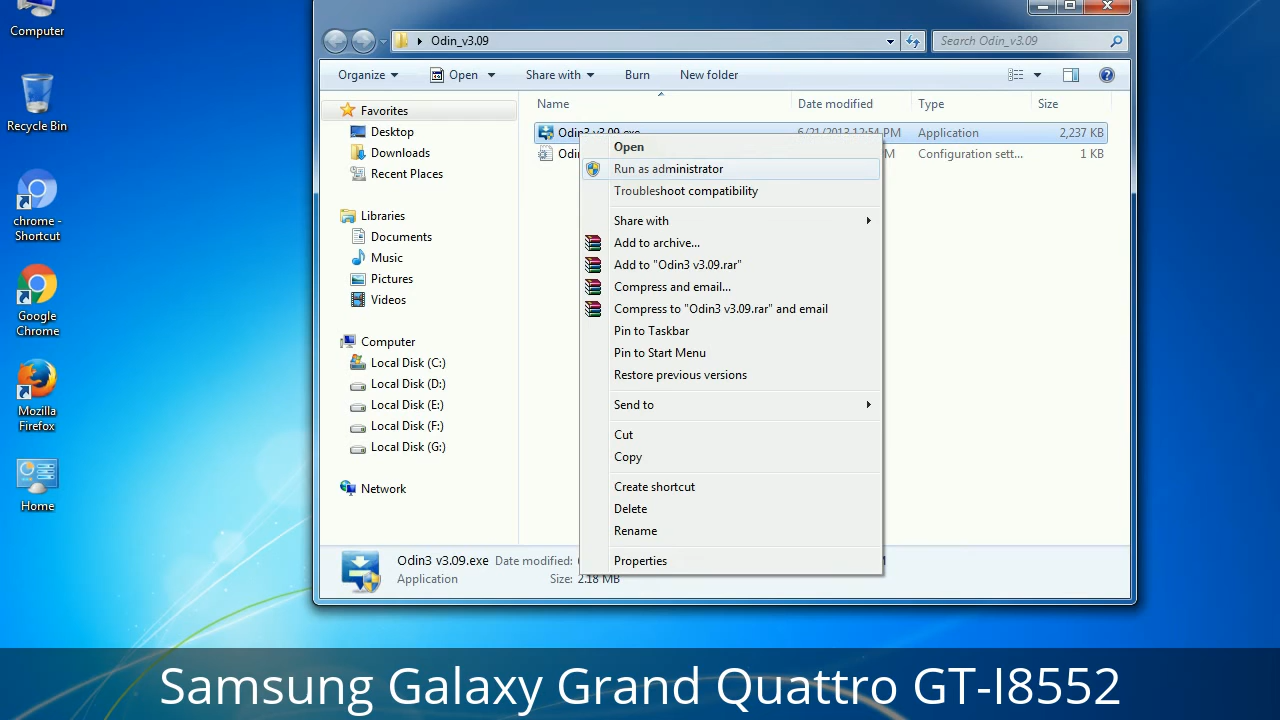 Computer
Recycle Bin
chrome -
Shortcut
Google
Chrome
Mozilla
Firefox
Home
Odin_v3.09
Search Odin_v3.09
Organize
Open
Share with
Burn
New folder
Favorites
Desktop
Downloads
Recent Places
Libraries
Documents
Music
Pictures
Videos
Computer
Local Disk (C:)
Local Disk (D:)
Local Disk (E:)
Local Disk (F:)
Local Disk (G:)
Network
Name Date modified Type Size
Odin3 v3.09.exe 6/21/2013 12:54 PM Application 2,237 KB
Odin M Configuration sett... 1 KB
Open
Run as administrator
Troubleshoot compatibility
Share with
Add to archive...
Add to "Odin3 v3.09.rar"
Compress and email...
Compress to "Odin3 v3.09.rar" and email
Pin to Taskbar
Pin to Start Menu
Restore previous versions
Send to
Cut
Copy
Create shortcut
Delete
Rename
Properties
Odin3 v3.09.exe Date modified:
Application Size: 2.18 MB
Samsung Galaxy Grand Quattro GT-I8552